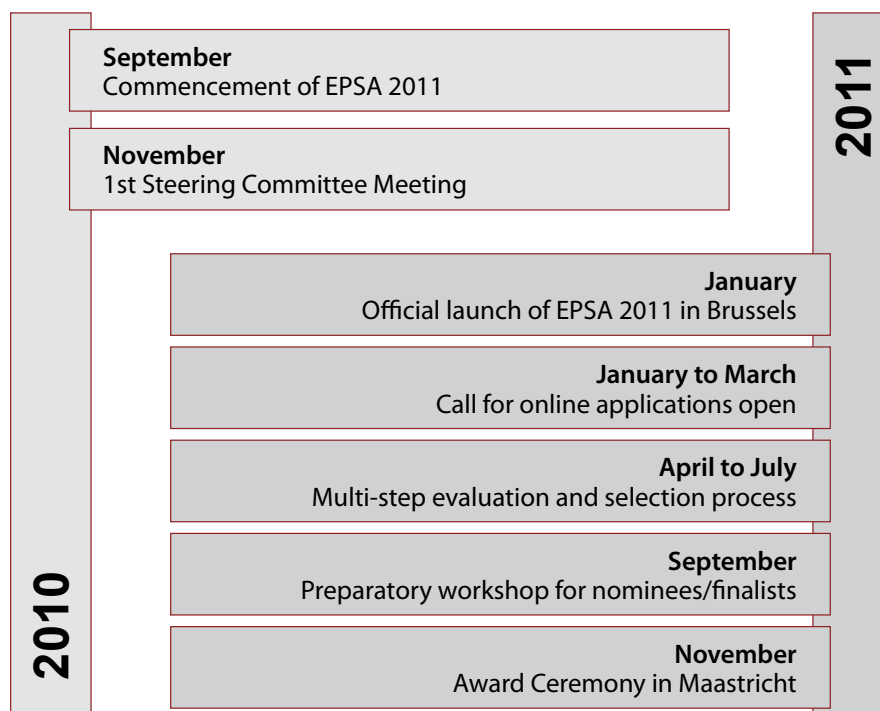 2010
September
Commencement of EPSA 2011
November
1st Steering Committee Meeting
2011
January
Official launch of EPSA 2011 in Brussels
January to March
Call for online applications open
April to July
Multi-step evaluation and selection process
September
Preparatory workshop for nominees/finalists
November
Award Ceremony in Maastricht